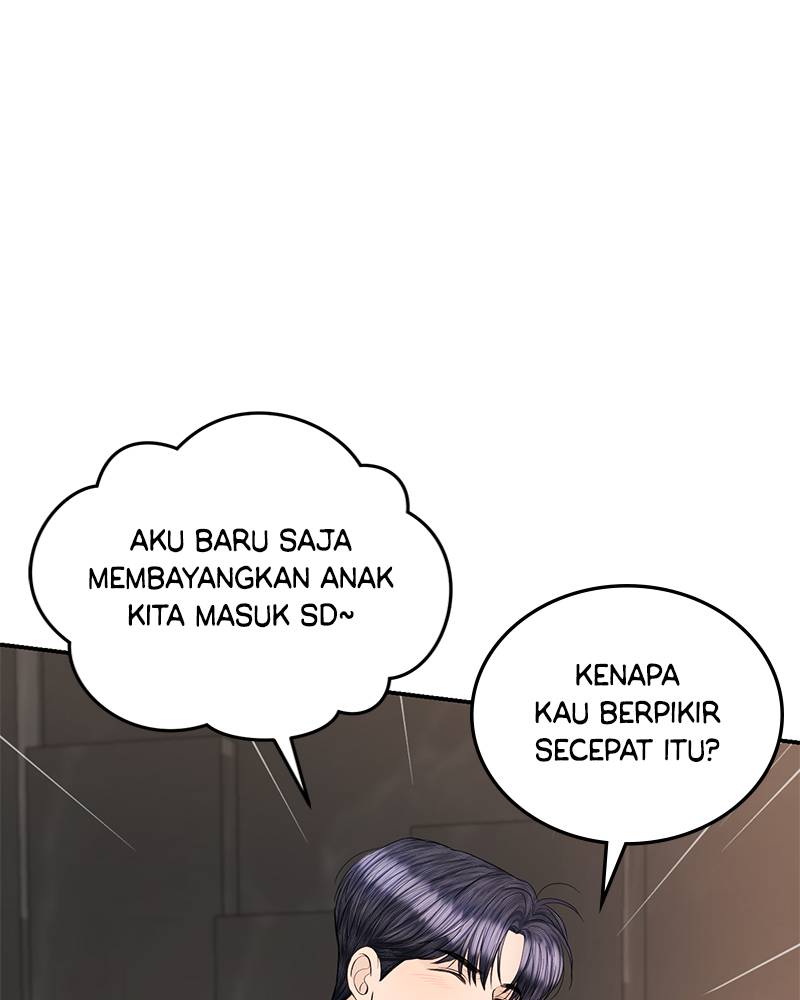 AKU BARU SAJA
MEMBAYANGKAN ANAK
KITA MASUK SD~
KENAPA
KAU BERPIKIR
SECEPAT ITU?